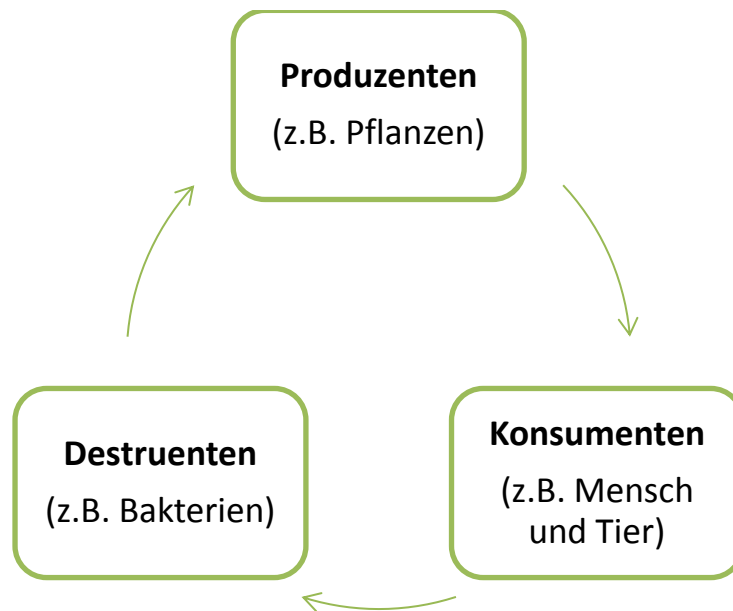 Produzenten
(z.B. Pflanzen)
Konsumenten
(z.B. Mensch
und Tier)
Destruenten
(z.B. Bakterien)